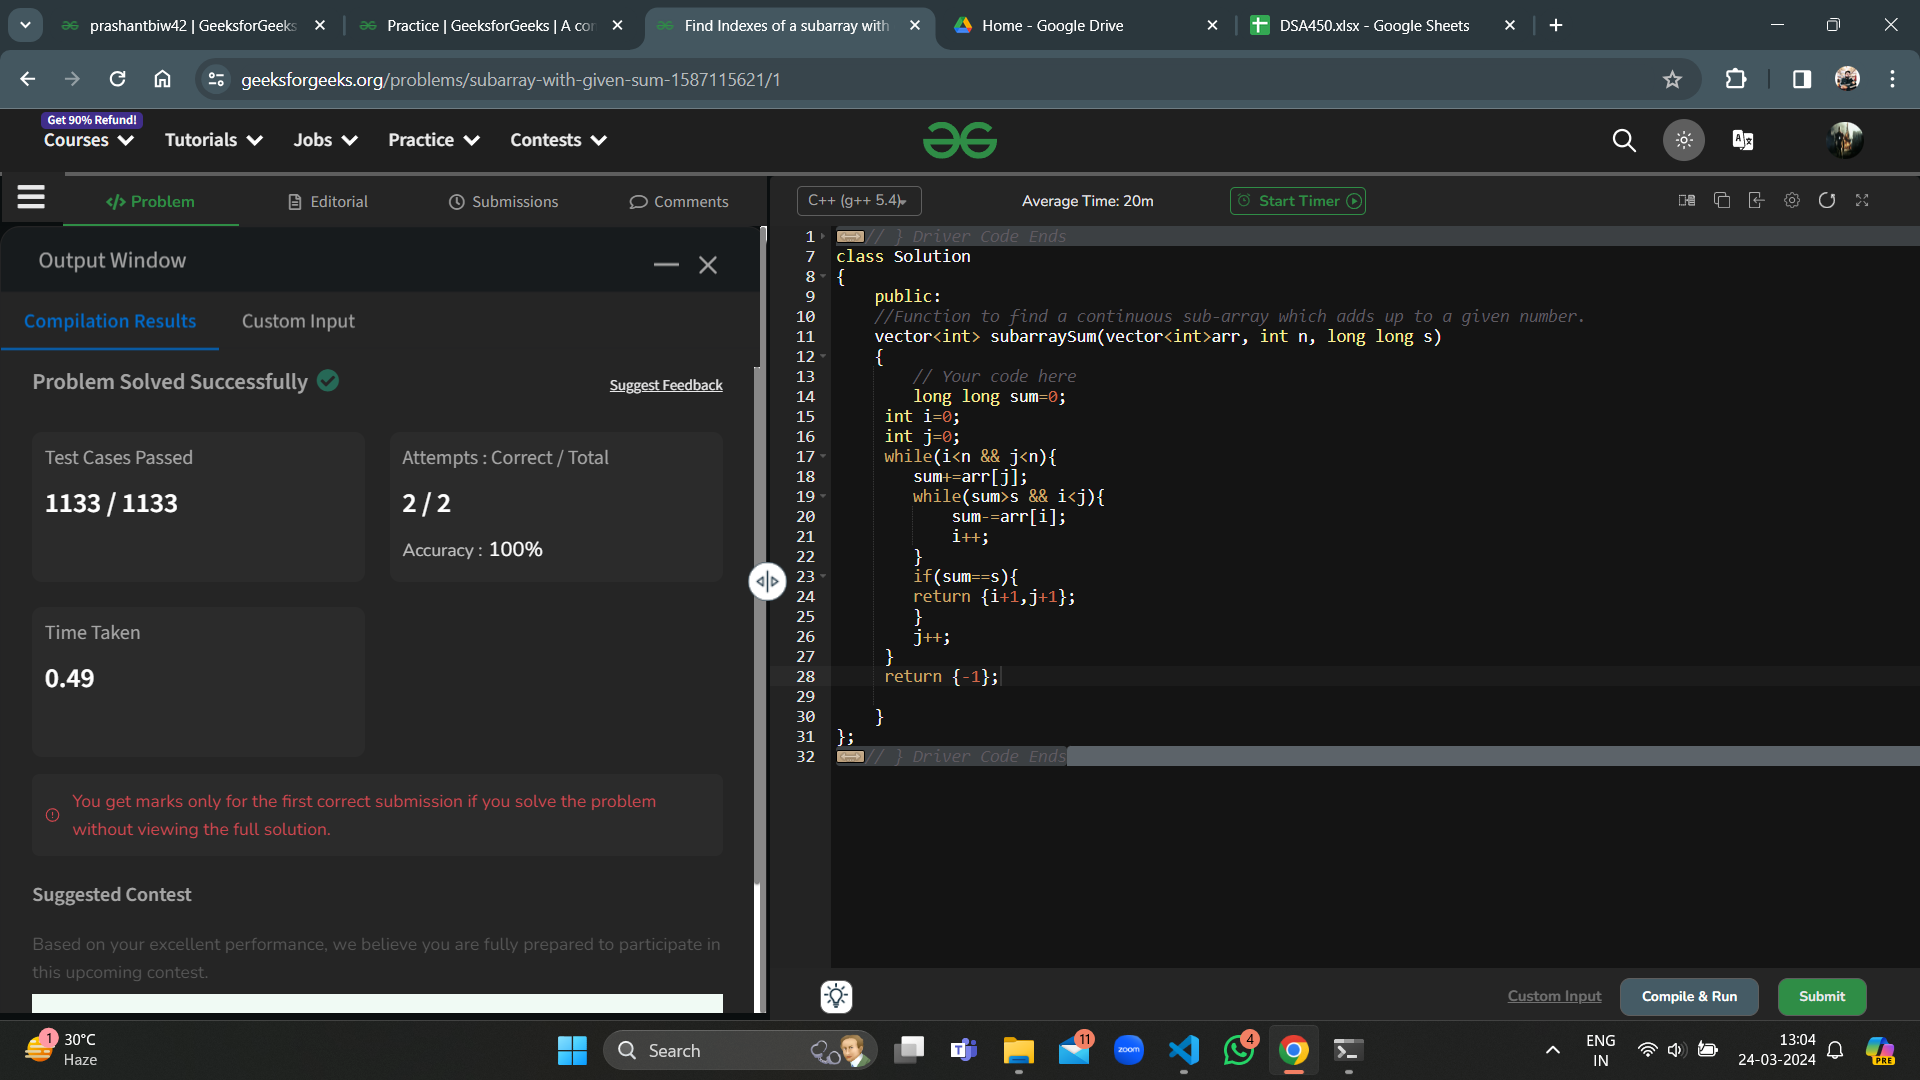 prashantbiw42 | GeeksforGeeks
Practice | GeeksforGeeks | A con
Find Indexes of a subarray with
Home - Google Drive
DSA450.xlsx - Google Sheets
geeksforgeeks.org/problems/subarray-with-given-sum-1587115621/1
Get 90% Refund!
Courses
Tutorials
Jobs
Practice
Contests
</> Problem
Editorial
Submissions
Comments
C++ (g++ 5.4)
Average Time: 20m
Start Timer
Output Window
Compilation Results
Custom Input
Problem Solved Successfully
Suggest Feedback
Test Cases Passed
1133 / 1133
Attempts : Correct / Total
2 / 2
Accuracy : 100%
Time Taken
0.49
You get marks only for the first correct submission if you solve the problem
without viewing the full solution.
Suggested Contest
Based on your excellent performance, we believe you are fully prepared to participate in
this upcoming contest.
1 // } Driver Code Ends
7 class Solution
8 {
9 public:
10 //Function to find a continuous sub-array which adds up to a given number.
11 vector<int> subarraySum(vector<int>arr, int n, long long s)
12 {
13 // Your code here
14 long long sum=0;
15 int i=0;
16 int j=0;
17 while(i<n && j<n){
18 sum+=arr[j];
19 while(sum>s && i<j){
20 sum-=arr[i];
21 i++;
22 }
23 if(sum==s){
24 return {i+1,j+1};
25 }
26 j++;
27 }
28 return {-1};
29
30 }
31 };
32 // } Driver Code Ends
Custom Input
Compile & Run
Submit
1
30°C
Haze
Search
11
zoom
4
ENG
IN
13:04
24-03-2024
PRE